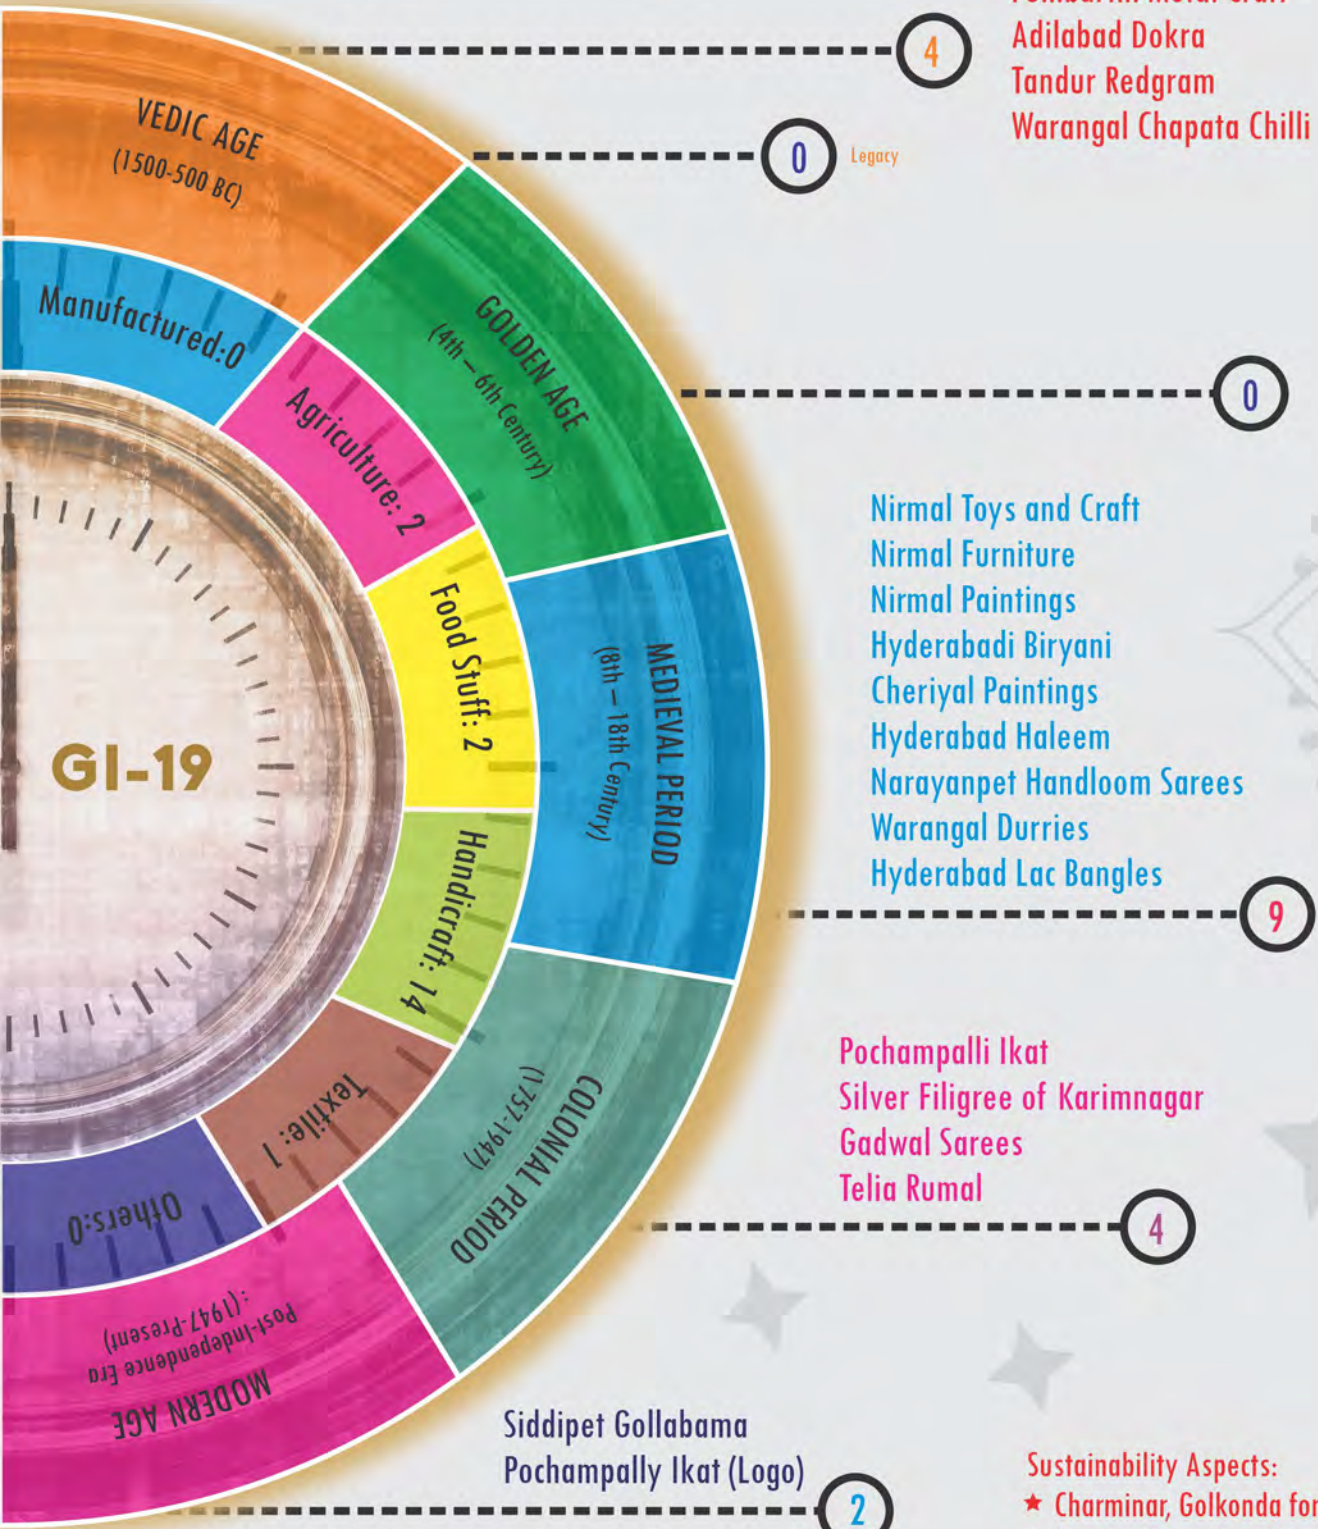 4
Adilabad Dokra
Tandur Redgram
Warangal Chapata Chilli
0
Legacy
VEDIC AGE
(1500-500 BC)
Manufactured:0
GOLDEN AGE
(4th – 6th Century)
Agriculture: 2
0
Nirmal Toys and Craft
Nirmal Furniture
Nirmal Paintings
Hyderabadi Biryani
Cheriyal Paintings
Hyderabad Haleem
Narayanpet Handloom Sarees
Warangal Durries
Hyderabad Lac Bangles
9
MEDIEVAL PERIOD
(8th – 18th Century)
Food Stuff: 2
GI-19
Handicraft: 14
Pochampalli Ikat
Silver Filigree of Karimnagar
Gadwal Sarees
Telia Rumal
4
COLONIAL PERIOD
(1757-1947)
Textile: 1
Others:0
MODERN AGE
Post-Independence Era
:(1947-Present)
Siddipet Gollabama
Pochampally Ikat (Logo)
2
Sustainability Aspects:
★ Charminar, Golkonda for